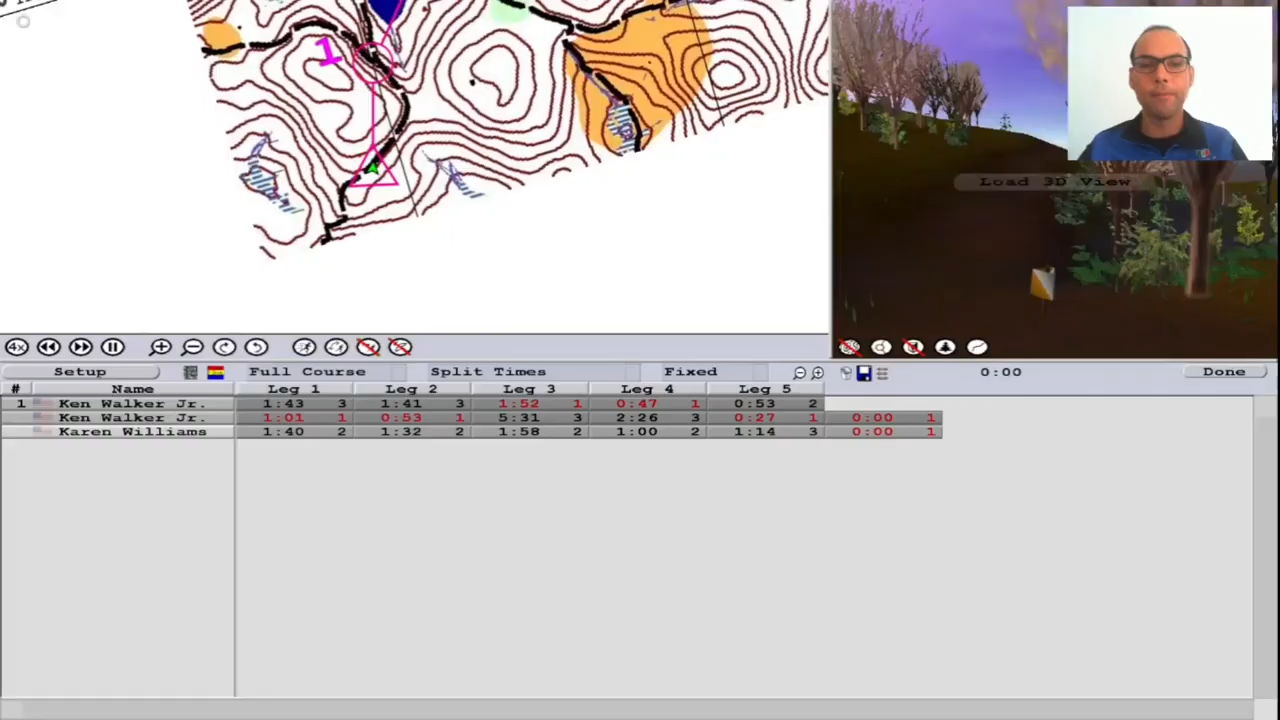 1
Load 3D View
4x
Setup Full Course Split Times Fixed 0:00 Done
# Name Leg 1 Leg 2 Leg 3 Leg 4 Leg 5
1 Ken Walker Jr. 1:43 3 1:41 3 1:52 1 0:47 1 0:53 2
Ken Walker Jr. 1:01 1 0:53 1 5:31 3 2:26 3 0:27 1 0:00 1
Karen Williams 1:40 2 1:32 2 1:58 2 1:00 2 1:14 3 0:00 1